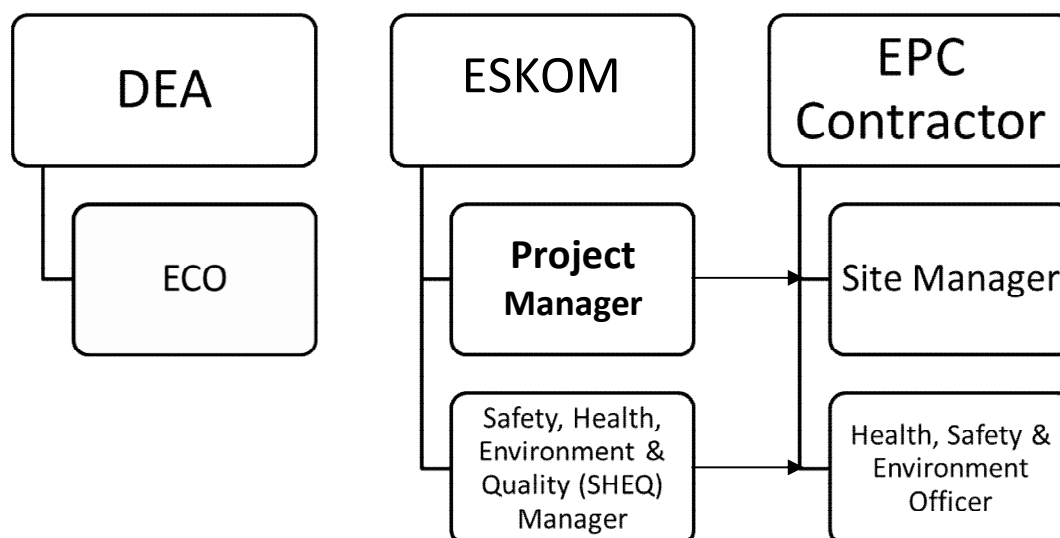 DEA
ECO
ESKOM
Project
Manager
Safety, Health,
Environment &
Quality (SHEQ)
Manager
EPC
Contractor
Site Manager
Health, Safety &
Environment
Officer